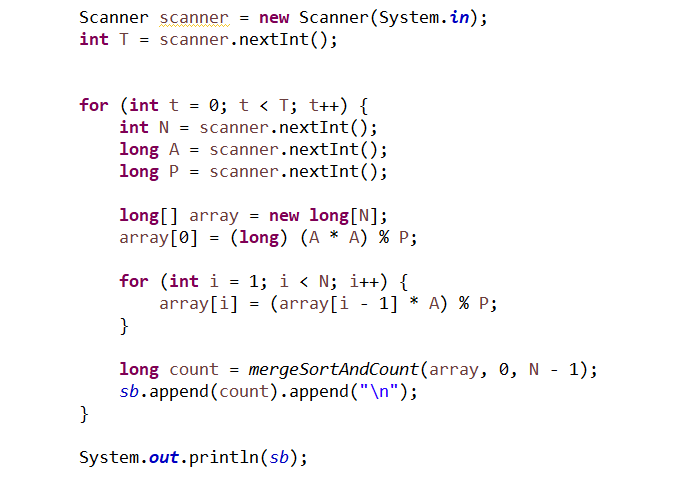 Scanner scanner = new Scanner(System.in);
int T = scanner.nextInt();
for (int t = 0; t < T; t++) {
int N = scanner.nextInt();
long A = scanner.nextInt();
long P = scanner.nextInt();
long[] array = new long[N];
array[0] = (long) (A * A) % P;
for (int i = 1; i < N; i++) {
array[i] = (array[i - 1] * A) % P;
}
long count = mergeSortAndCount(array, 0, N - 1);
sb.append(count).append("\n");
}
System.out.println(sb);